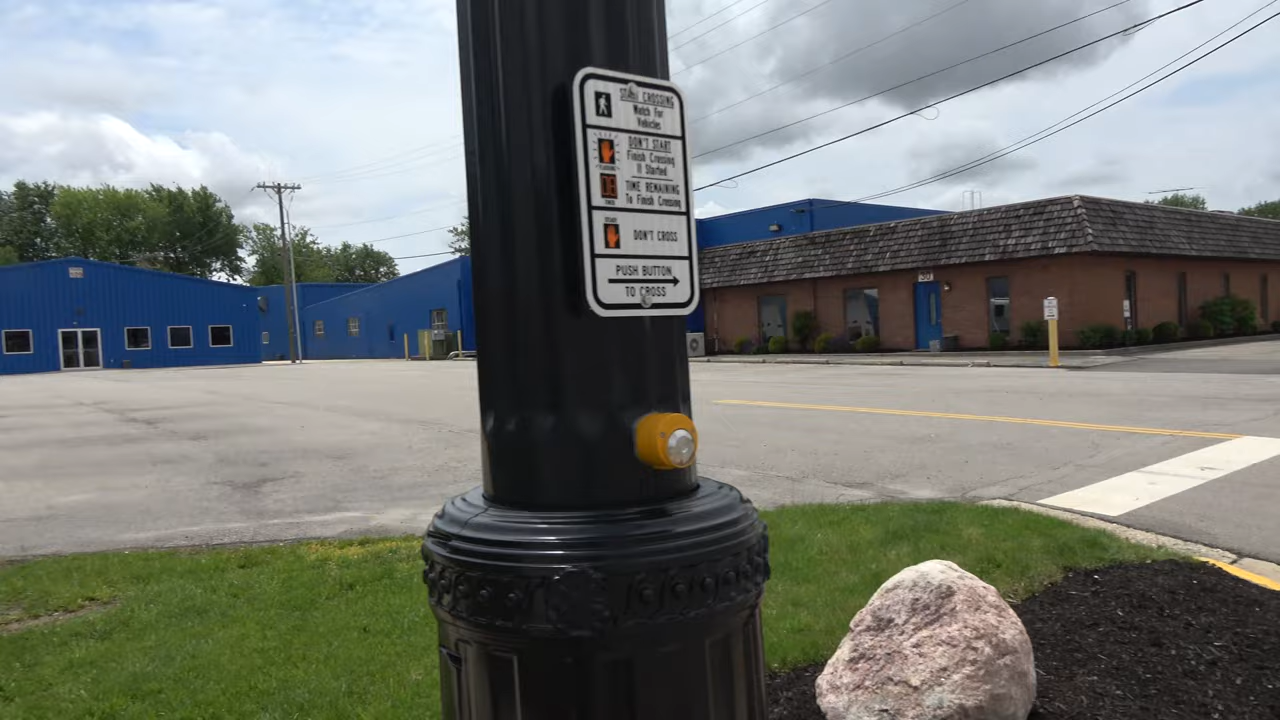 START CROSSING
Watch For
Vehicles
DON'T START
Finish Crossing
If Started
TIME REMAINING
To Finish Crossing
DON'T CROSS
PUSH BUTTON
TO CROSS
30